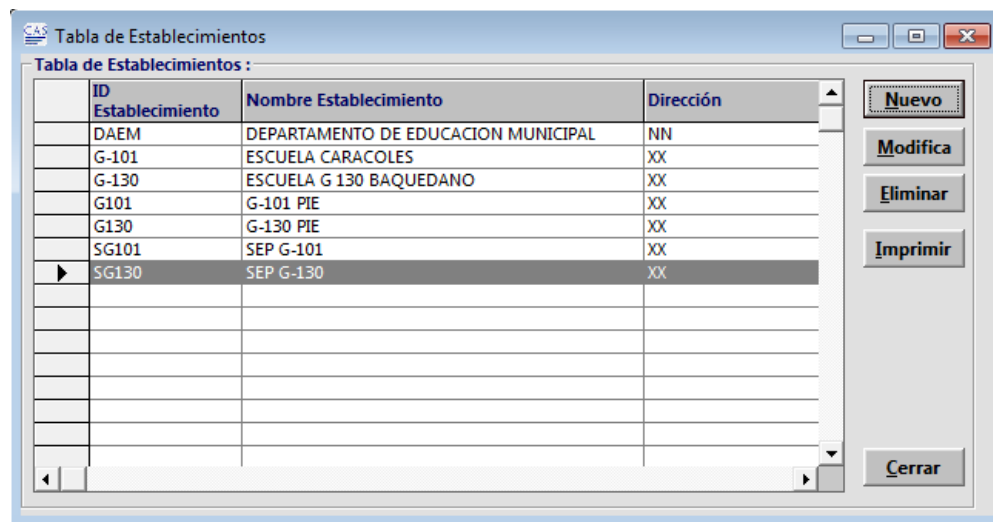 CAS Tabla de Establecimientos
Tabla de Establecimientos :
ID Establecimiento Nombre Establecimiento Dirección
DAEM DEPARTAMENTO DE EDUCACION MUNICIPAL NN
G-101 ESCUELA CARACOLES XX
G-130 ESCUELA G 130 BAQUEDANO XX
G101 G-101 PIE XX
G130 G-130 PIE XX
SG101 SEP G-101 XX
SG130 SEP G-130 XX
Nuevo
Modifica
Eliminar
Imprimir
Cerrar